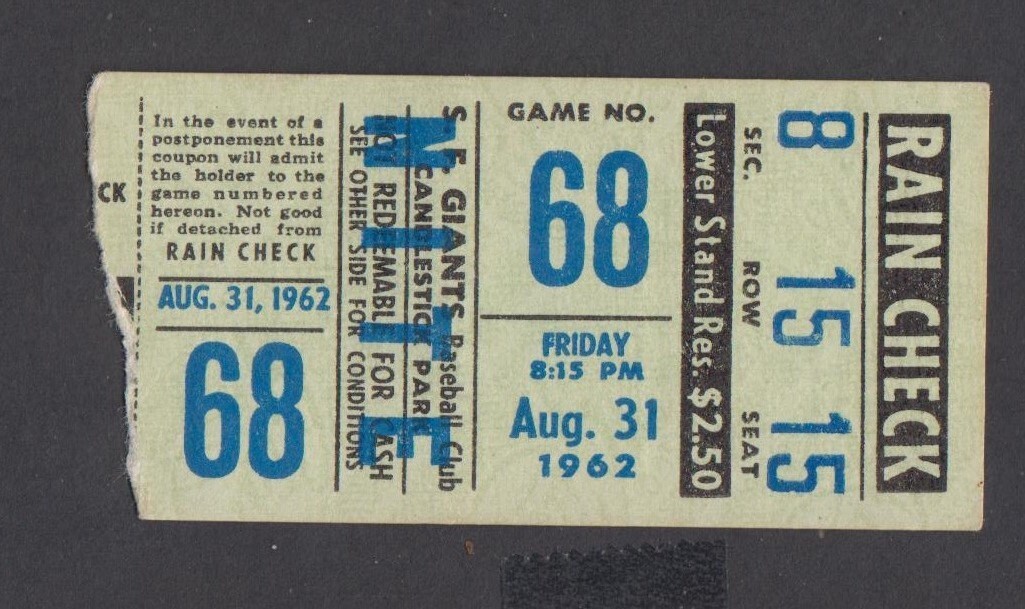 CK
In the event of a
postponement this
coupon will admit
the holder to the
game numbered
hereon. Not good
if detached from
RAIN CHECK
AUG. 31, 1962
68
S. F. GIANTS Baseball Club
CANDLESTICK PARK
NOT REDEEMABLE FOR CASH
SEE OTHER SIDE FOR CONDITIONS
NITE
GAME NO.
68
FRIDAY
8:15 PM
Aug. 31
1962
Lower Stand Res. $2.50
SEC. ROW SEAT
8 15 15
RAIN CHECK